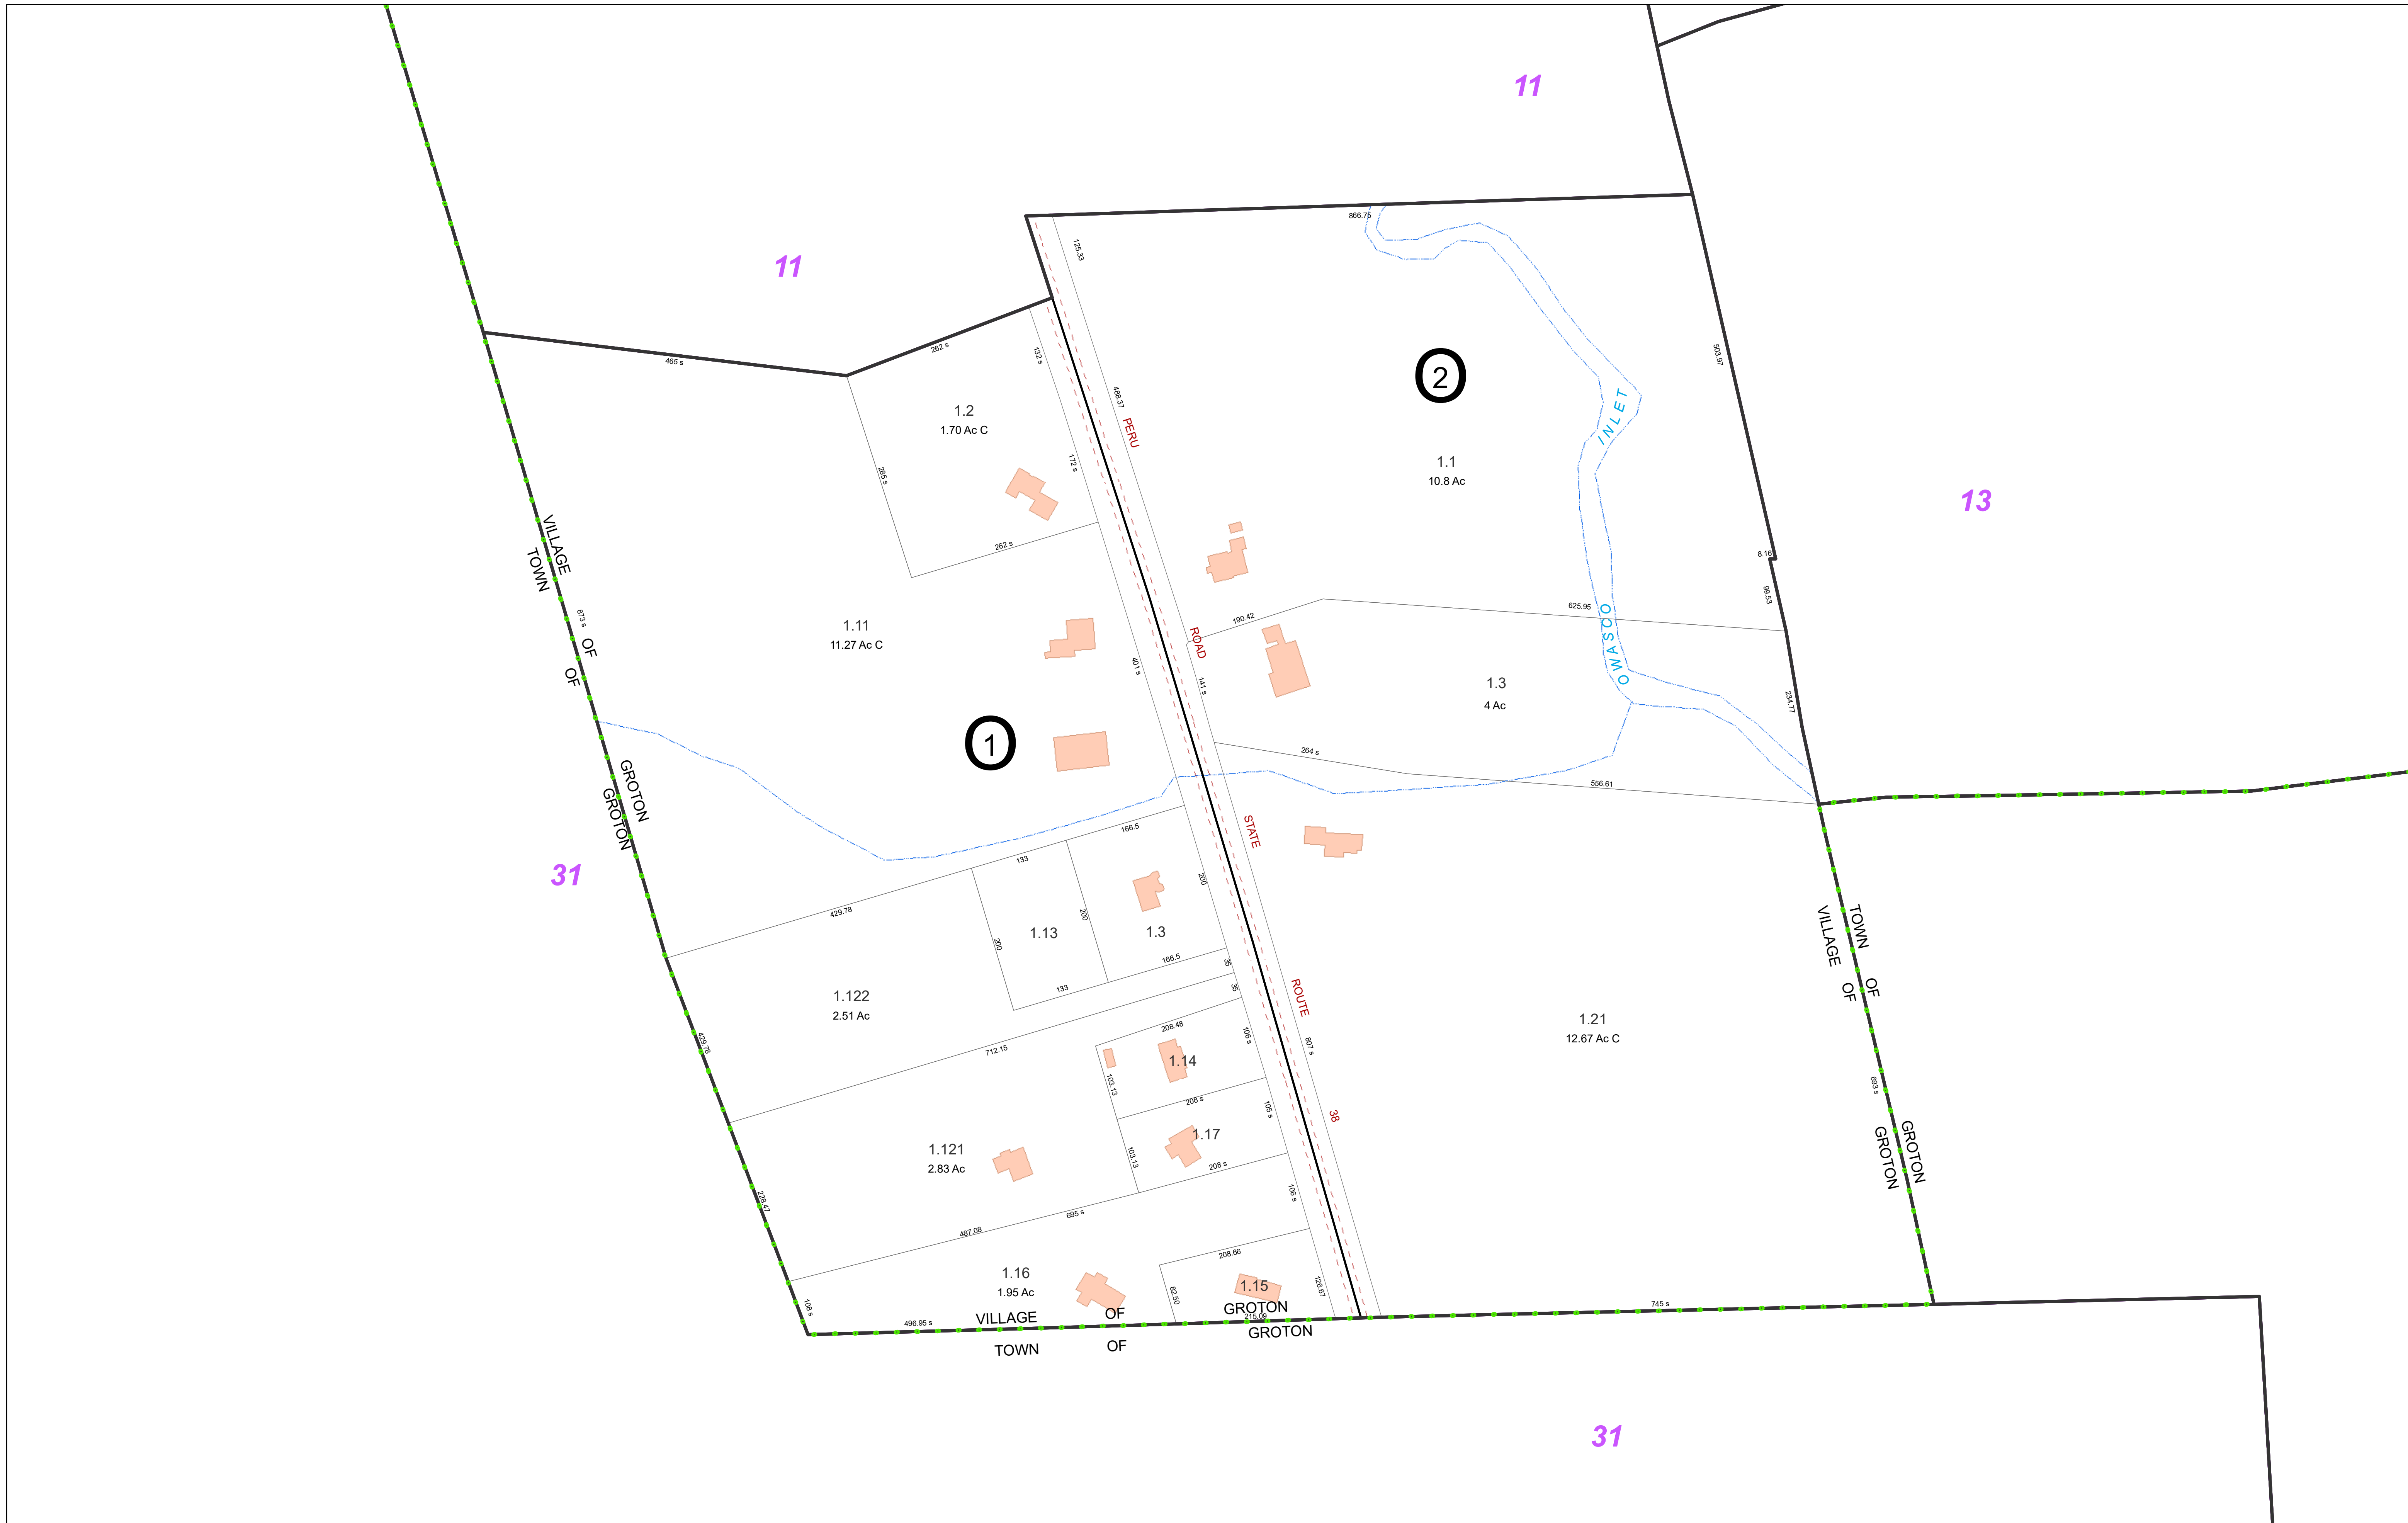 11
11
13
31
31
866.75
125.33
488.37
PERU
ROAD
STATE
ROUTE
38
2
1.1
10.8 Ac
INLET
OWASCO
503.97
8.16
99.53
234.77
190.42
625.95
141 s
1.3
4 Ac
264 s
556.61
1.21
12.67 Ac C
807 s
693 s
745 s
TOWN OF GROTON
VILLAGE OF GROTON
465 s
262 s
132 s
1.2
1.70 Ac C
285 s
172 s
262 s
1.11
11.27 Ac C
873 s
VILLAGE OF GROTON
TOWN OF GROTON
401 s
1
166.5
133
429.78
200
200
200
1.13
1.3
166.5
133
35
35
1.122
2.51 Ac
429.78
712.15
208.48
106 s
1.14
103.13
208 s
105 s
1.17
103.13
208 s
1.121
2.83 Ac
228.47
487.08
695 s
106 s
208.66
1.16
1.95 Ac
82.50
1.15
126.67
108 s
496.95 s
215.09
VILLAGE OF GROTON
TOWN OF GROTON